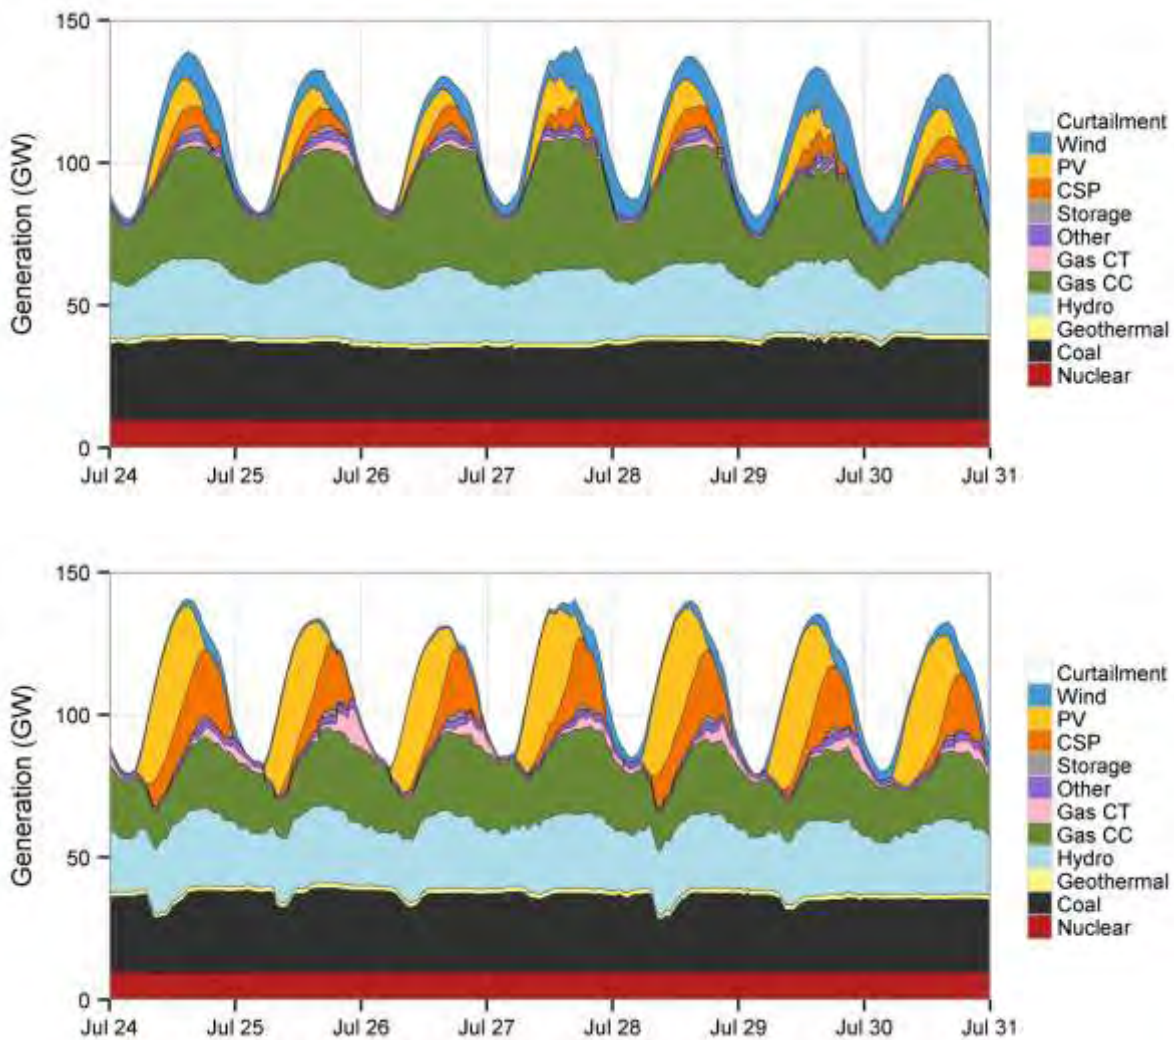 150
100
50
0
Generation (GW)
Jul 24 Jul 25 Jul 26 Jul 27 Jul 28 Jul 29 Jul 30 Jul 31
Curtailment
Wind
PV
CSP
Storage
Other
Gas CT
Gas CC
Hydro
Geothermal
Coal
Nuclear
150
100
50
0
Generation (GW)
Jul 24 Jul 25 Jul 26 Jul 27 Jul 28 Jul 29 Jul 30 Jul 31
Curtailment
Wind
PV
CSP
Storage
Other
Gas CT
Gas CC
Hydro
Geothermal
Coal
Nuclear